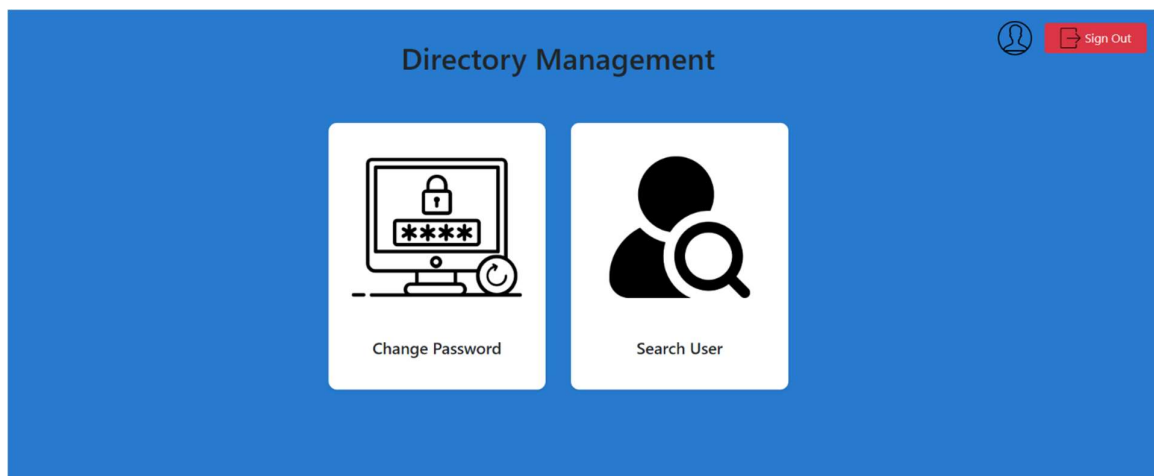 Directory Management
Sign Out
****
Change Password
Search User